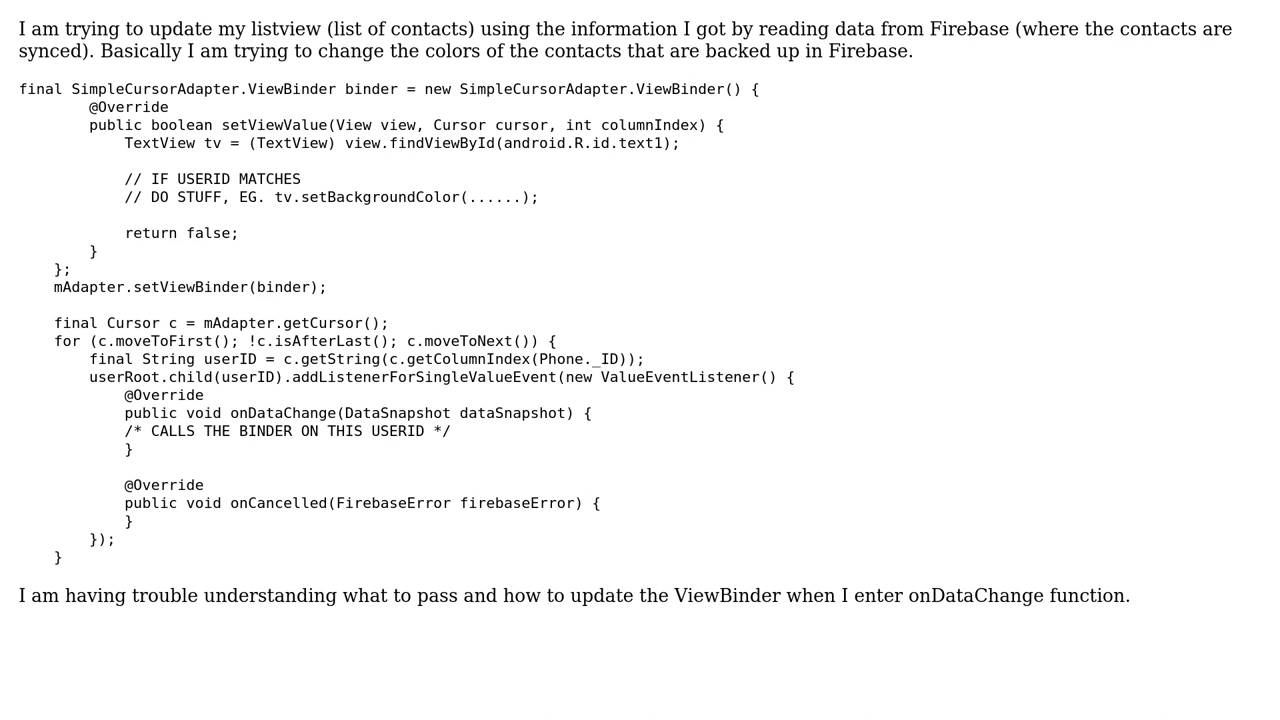 I am trying to update my listview (list of contacts) using the information I got by reading data from Firebase (where the contacts are
synced). Basically I am trying to change the colors of the contacts that are backed up in Firebase.
final SimpleCursorAdapter.ViewBinder binder = new SimpleCursorAdapter.ViewBinder() {
        @Override
        public boolean setViewValue(View view, Cursor cursor, int columnIndex) {
            TextView tv = (TextView) view.findViewById(android.R.id.text1);

            // IF USERID MATCHES
            // DO STUFF, EG. tv.setBackgroundColor(......);

            return false;
        }
    };
    mAdapter.setViewBinder(binder);

    final Cursor c = mAdapter.getCursor();
    for (c.moveToFirst(); !c.isAfterLast(); c.moveToNext()) {
        final String userID = c.getString(c.getColumnIndex(Phone._ID));
        userRoot.child(userID).addListenerForSingleValueEvent(new ValueEventListener() {
            @Override
            public void onDataChange(DataSnapshot dataSnapshot) {
            /* CALLS THE BINDER ON THIS USERID */
            }

            @Override
            public void onCancelled(FirebaseError firebaseError) {
            }
        });
    }
I am having trouble understanding what to pass and how to update the ViewBinder when I enter onDataChange function.